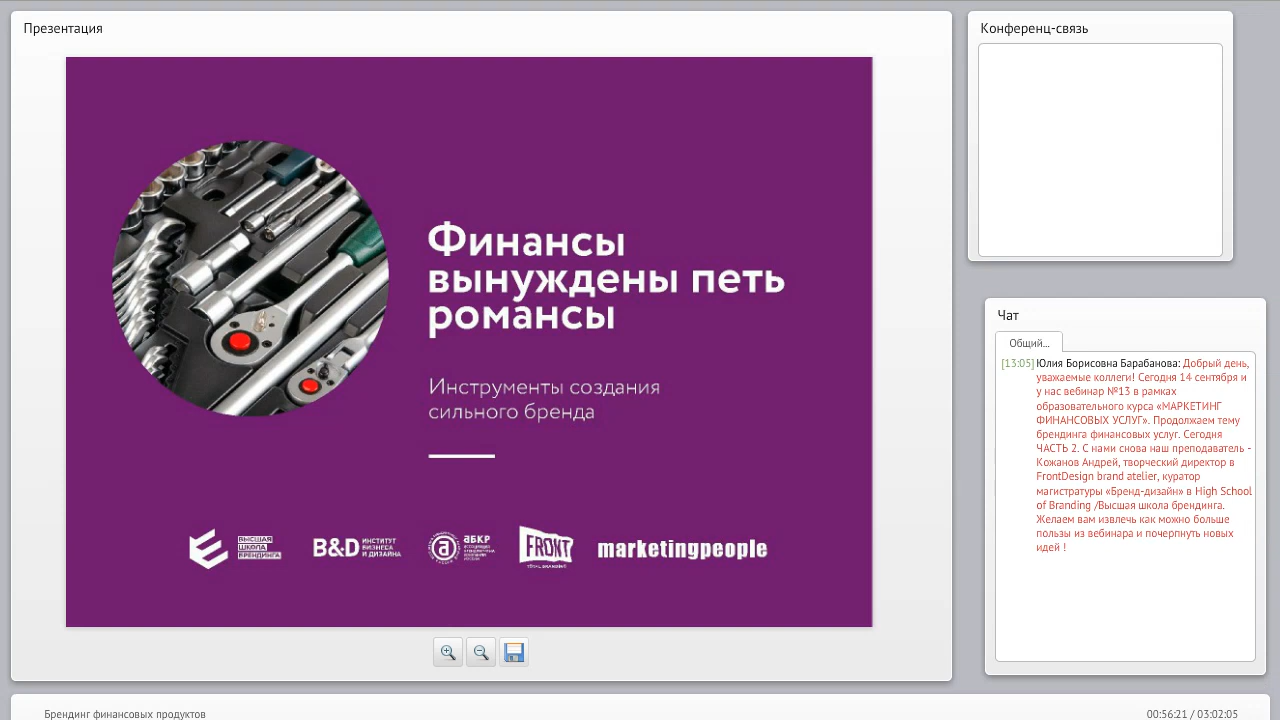 Презентация
Финансы
вынуждены петь
романсы
Инструменты создания
сильного бренда
ВЫСШАЯ
ШКОЛА
БРЕНДИНГА
B&D ИНСТИТУТ
БИЗНЕСА
И ДИЗАЙНА
АБКР
FRONT
TOTAL BRANDING
marketingpeople
Конференц-связь
Чат
Общий...
[13:05] Юлия Борисовна Барабанова: Добрый день,
уважаемые коллеги! Сегодня 14 сентября и
у нас вебинар №13 в рамках
образовательного курса «МАРКЕТИНГ
ФИНАНСОВЫХ УСЛУГ». Продолжаем тему
брендинга финансовых услуг. Сегодня
ЧАСТЬ 2. С нами снова наш преподаватель -
Кожанов Андрей, творческий директор в
FrontDesign brand atelier, куратор
магистратуры «Бренд-дизайн» в High School
of Branding /Высшая школа брендинга.
Желаем вам извлечь как можно больше
пользы из вебинара и почерпнуть новых
идей !
Брендинг финансовых продуктов
00:56:21 / 03:02:05